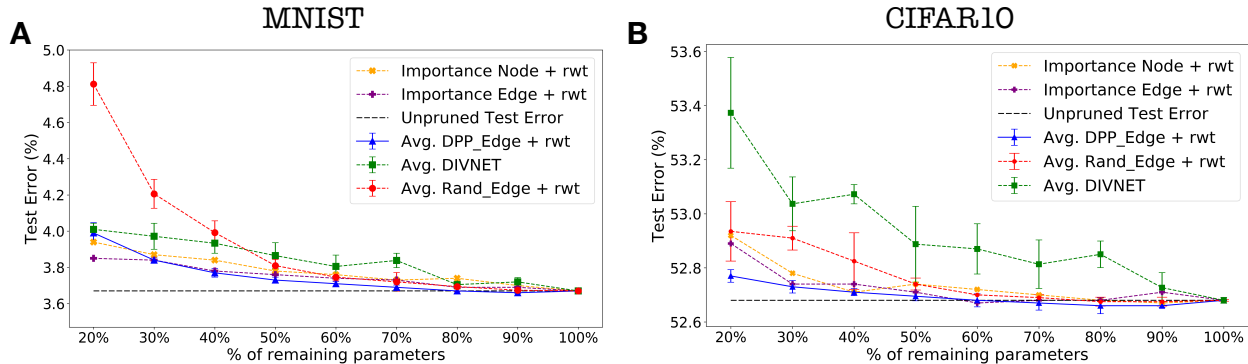 MNIST
A
5.0
4.8
4.6
4.4
4.2
4.0
3.8
3.6
Test Error (%)
Importance Node + rwt
Importance Edge + rwt
Unpruned Test Error
Avg. DPP_Edge + rwt
Avg. DIVNET
Avg. Rand_Edge + rwt
20% 30% 40% 50% 60% 70% 80% 90% 100%
% of remaining parameters
CIFAR10
B
53.6
53.4
53.2
53.0
52.8
52.6
Test Error (%)
Importance Node + rwt
Importance Edge + rwt
Unpruned Test Error
Avg. DPP_Edge + rwt
Avg. Rand_Edge + rwt
Avg. DIVNET
20% 30% 40% 50% 60% 70% 80% 90% 100%
% of remaining parameters